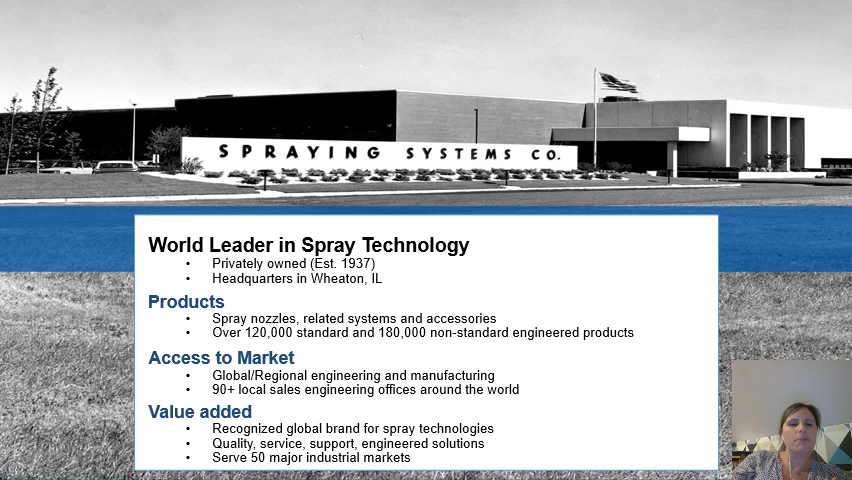 SPRAYING SYSTEMS CO.
World Leader in Spray Technology
• Privately owned (Est. 1937)
• Headquarters in Wheaton, IL
Products
• Spray nozzles, related systems and accessories
• Over 120,000 standard and 180,000 non-standard engineered products
Access to Market
• Global/Regional engineering and manufacturing
• 90+ local sales engineering offices around the world
Value added
• Recognized global brand for spray technologies
• Quality, service, support, engineered solutions
• Serve 50 major industrial markets